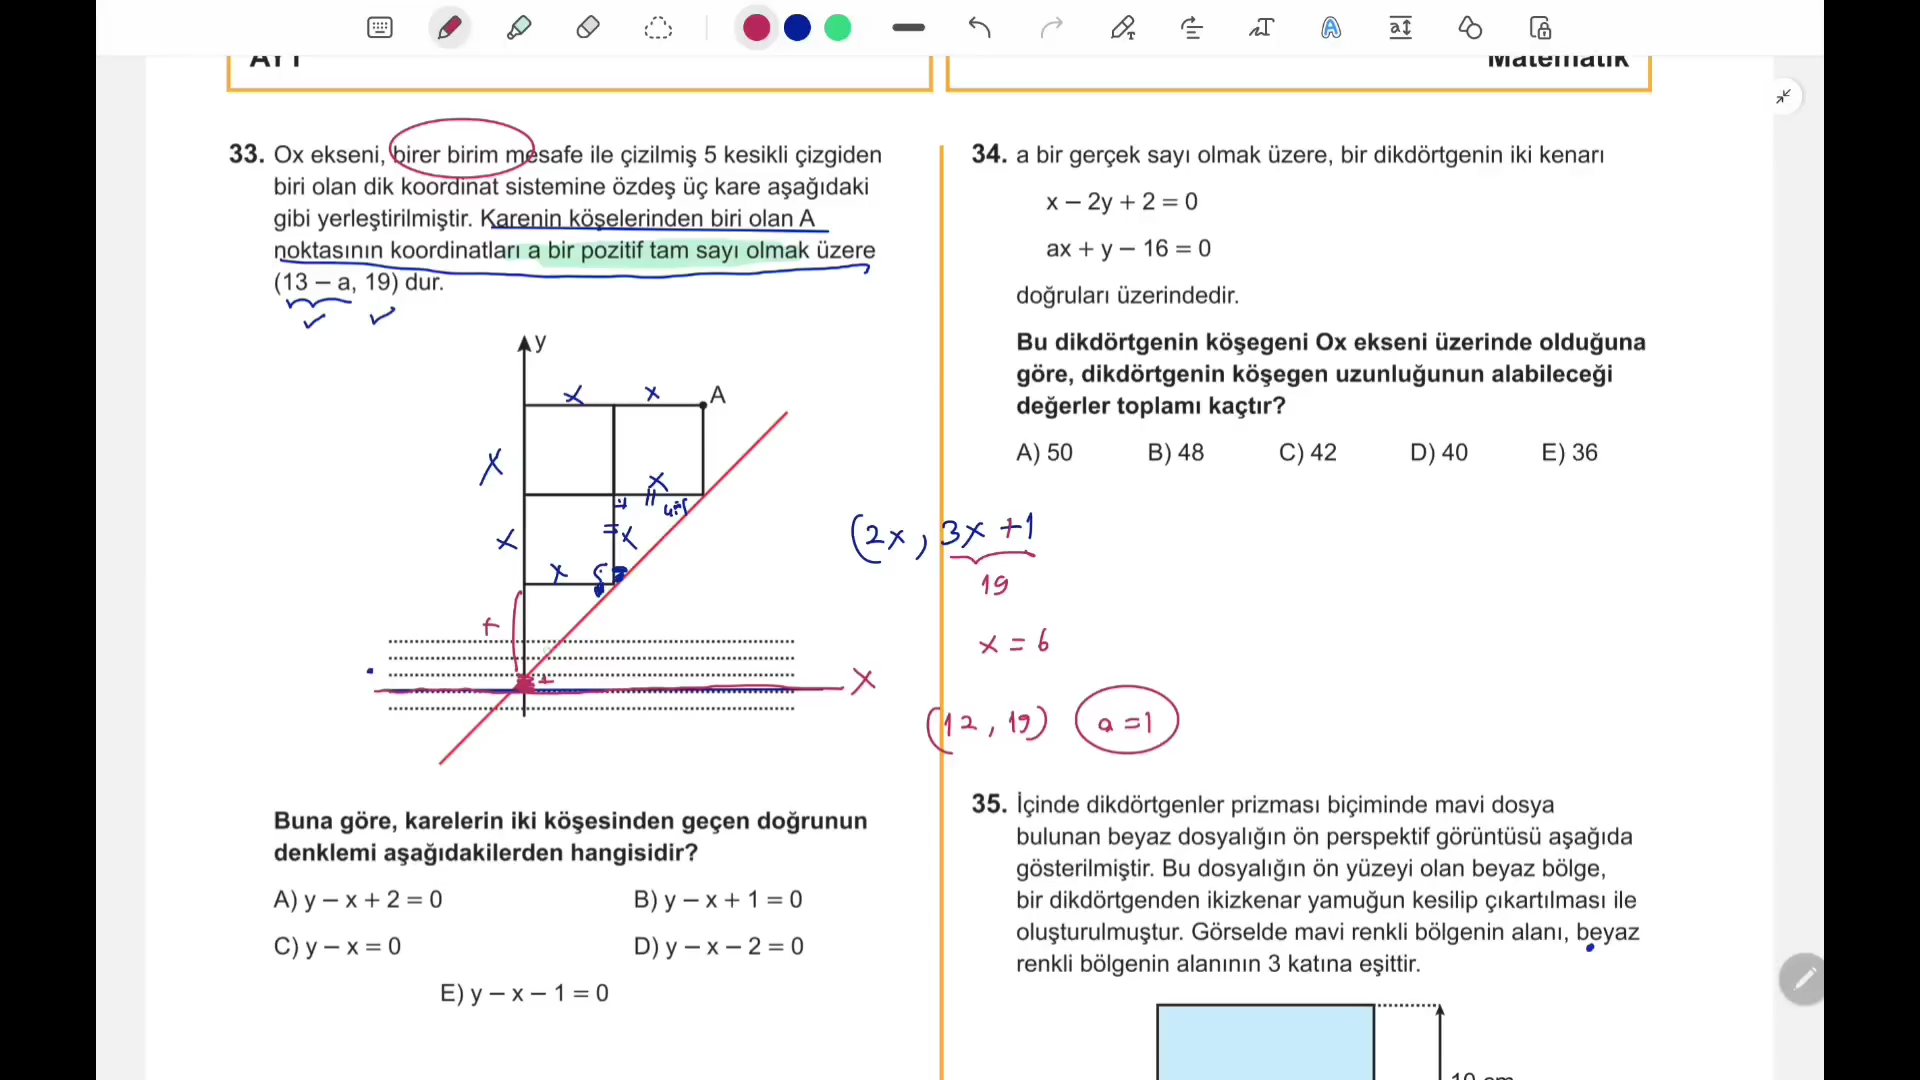 Matematik
33. Ox ekseni, birer birim mesafe ile çizilmiş 5 kesikli çizgiden
biri olan dik koordinat sistemine özdeş üç kare aşağıdaki
gibi yerleştirilmiştir. Karenin köşelerinden biri olan A
noktasının koordinatları a bir pozitif tam sayı olmak üzere
(13 – a, 19) dur.
y
x x A
x
x
x x
x
(2x, 3x + 1
19
x = 6
x
(12, 19) a = 1
Buna göre, karelerin iki köşesinden geçen doğrunun
denklemi aşağıdakilerden hangisidir?
A) y – x + 2 = 0 B) y – x + 1 = 0
C) y – x = 0 D) y – x – 2 = 0
E) y – x – 1 = 0
34. a bir gerçek sayı olmak üzere, bir dikdörtgenin iki kenarı
x – 2y + 2 = 0
ax + y – 16 = 0
doğruları üzerindedir.
Bu dikdörtgenin köşegeni Ox ekseni üzerinde olduğuna
göre, dikdörtgenin köşegen uzunluğunun alabileceği
değerler toplamı kaçtır?
A) 50 B) 48 C) 42 D) 40 E) 36
35. İçinde dikdörtgenler prizması biçiminde mavi dosya
bulunan beyaz dosyalığın ön perspektif görüntüsü aşağıda
gösterilmiştir. Bu dosyalığın ön yüzeyi olan beyaz bölge,
bir dikdörtgenden ikizkenar yamuğun kesilip çıkartılması ile
oluşturulmuştur. Görselde mavi renkli bölgenin alanı, beyaz
renkli bölgenin alanının 3 katına eşittir.